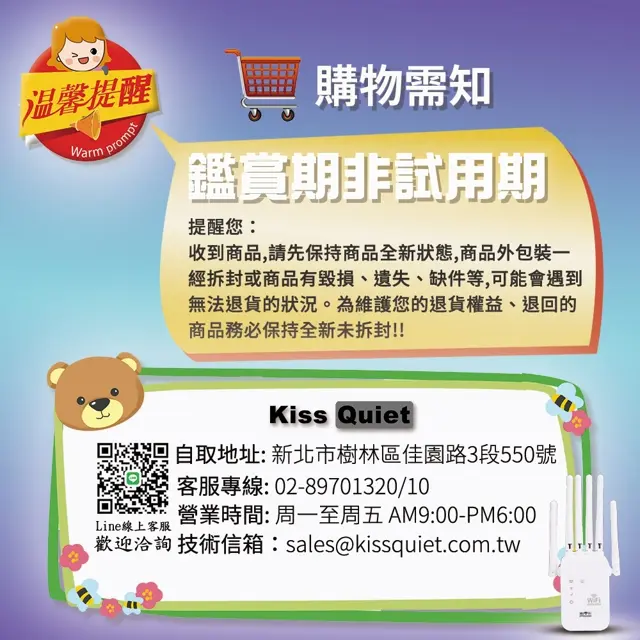 溫馨提醒
Warm prompt
購物需知
鑑賞期非試用期
提醒您：
收到商品,請先保持商品全新狀態,商品外包裝一
經拆封或商品有毀損、遺失、缺件等,可能會遇到
無法退貨的狀況。為維護您的退貨權益、退回的
商品務必保持全新未拆封!!
Kiss Quiet
自取地址: 新北市樹林區佳園路3段550號
客服專線: 02-89701320/10
營業時間: 周一至周五 AM9:00-PM6:00
技術信箱：sales@kissquiet.com.tw
Line線上客服
歡迎洽詢
WiFi